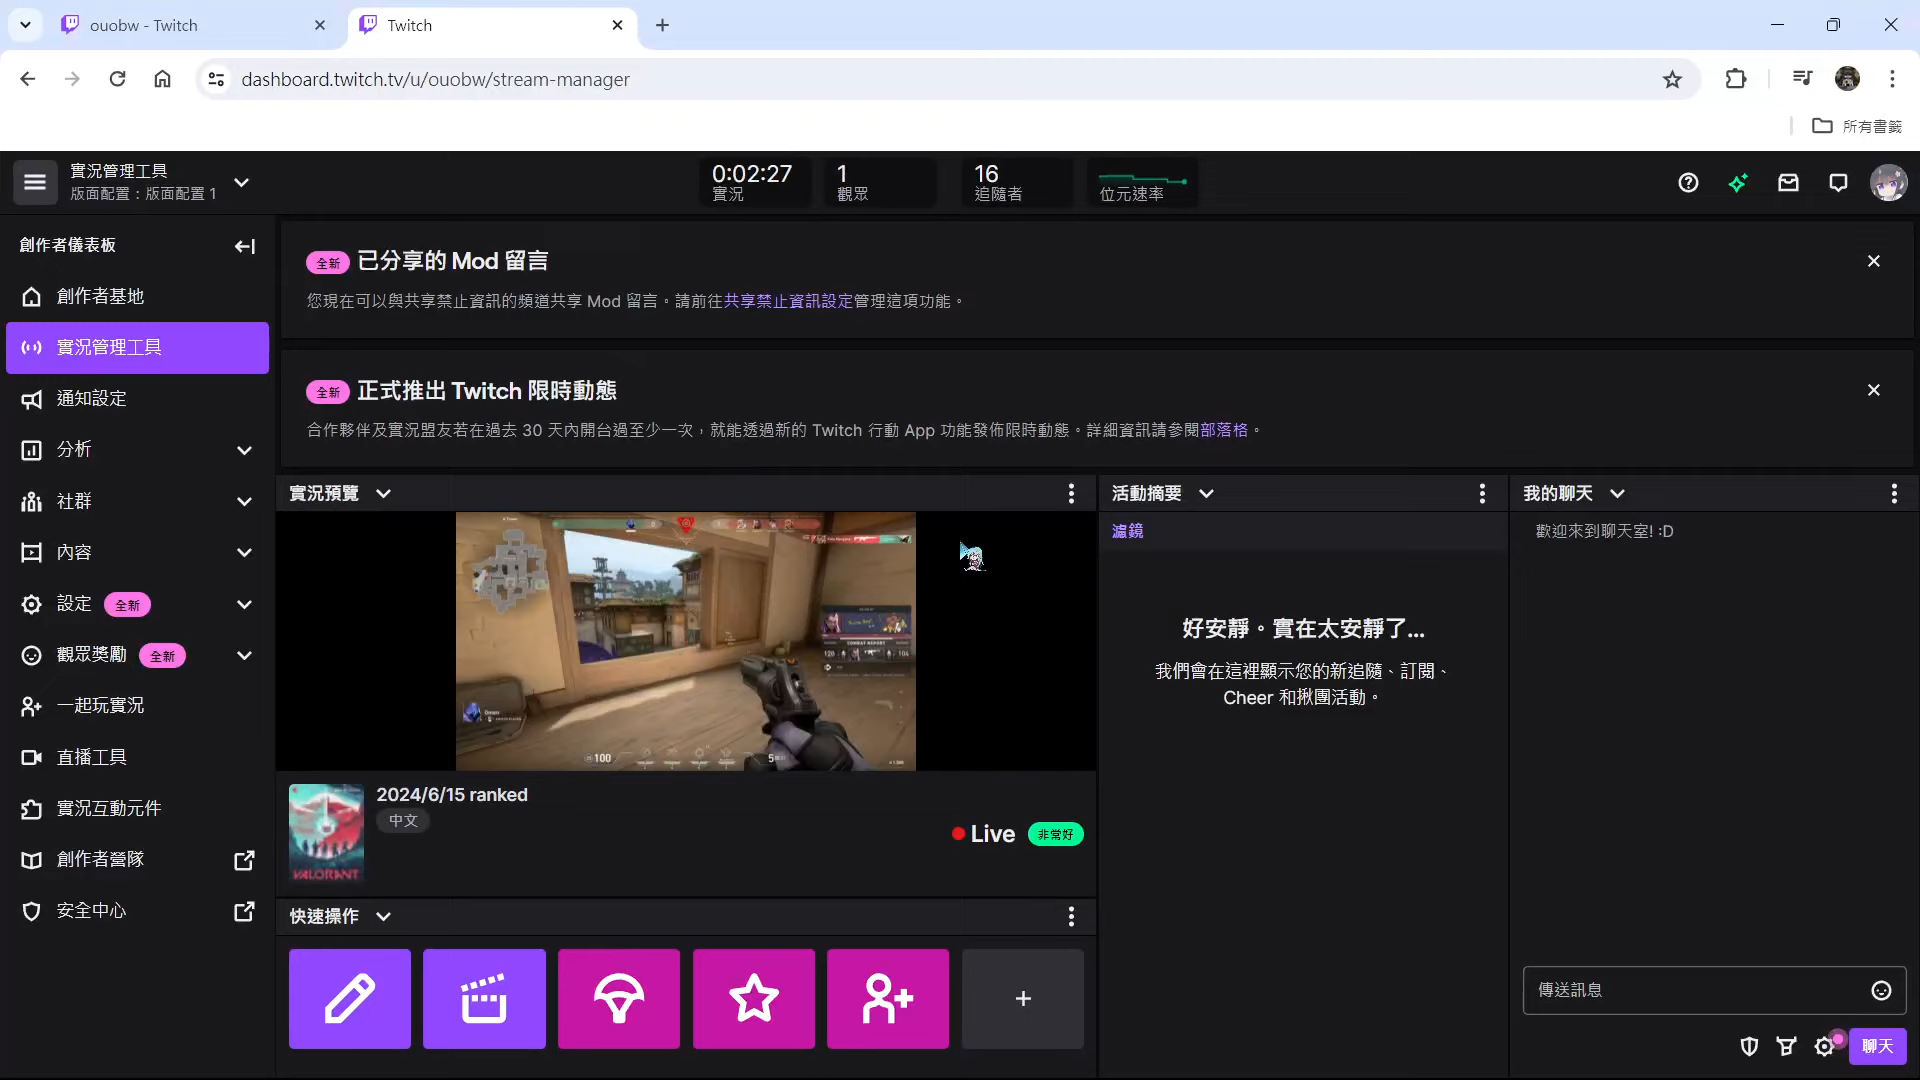 ouobw - Twitch
Twitch
dashboard.twitch.tv/u/ouobw/stream-manager
所有書籤
實況管理工具
版面配置：版面配置 1
0:02:27
實況
1
觀眾
16
追隨者
位元速率
創作者儀表板
創作者基地
實況管理工具
通知設定
分析
社群
內容
設定 全新
觀眾獎勵 全新
一起玩實況
直播工具
實況互動元件
創作者營隊
安全中心
全新 已分享的 Mod 留言
您現在可以與共享禁止資訊的頻道共享 Mod 留言。請前往共享禁止資訊設定管理這項功能。
全新 正式推出 Twitch 限時動態
合作夥伴及實況盟友若在過去 30 天內開台過至少一次，就能透過新的 Twitch 行動 App 功能發佈限時動態。詳細資訊請參閱部落格。
實況預覽
COMBAT REPORT
120
104
100
5
VALORANT
2024/6/15 ranked
中文
Live 非常好
快速操作
+
活動摘要
濾鏡
好安靜。實在太安靜了...
我們會在這裡顯示您的新追隨、訂閱、
Cheer 和揪團活動。
我的聊天
歡迎來到聊天室! :D
傳送訊息
聊天